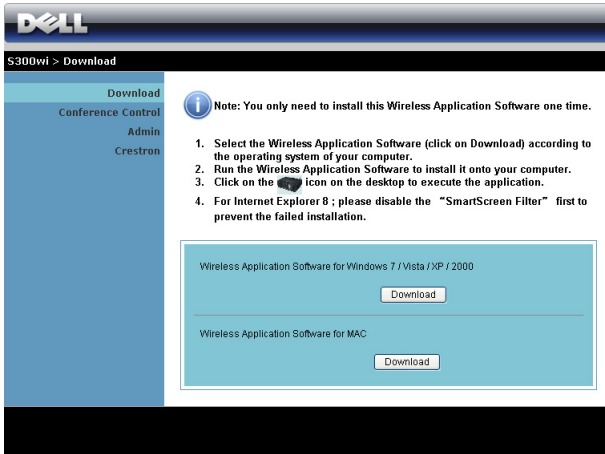 DELL
S300wi > Download
Download
Conference Control
Admin
Crestron
Note: You only need to install this Wireless Application Software one time.
1. Select the Wireless Application Software (click on Download) according to
the operating system of your computer.
2. Run the Wireless Application Software to install it onto your computer.
3. Click on the icon on the desktop to execute the application.
4. For Internet Explorer 8 ; please disable the “SmartScreen Filter” first to
prevent the failed installation.
Wireless Application Software for Windows 7 / Vista / XP / 2000
Download
Wireless Application Software for MAC
Download